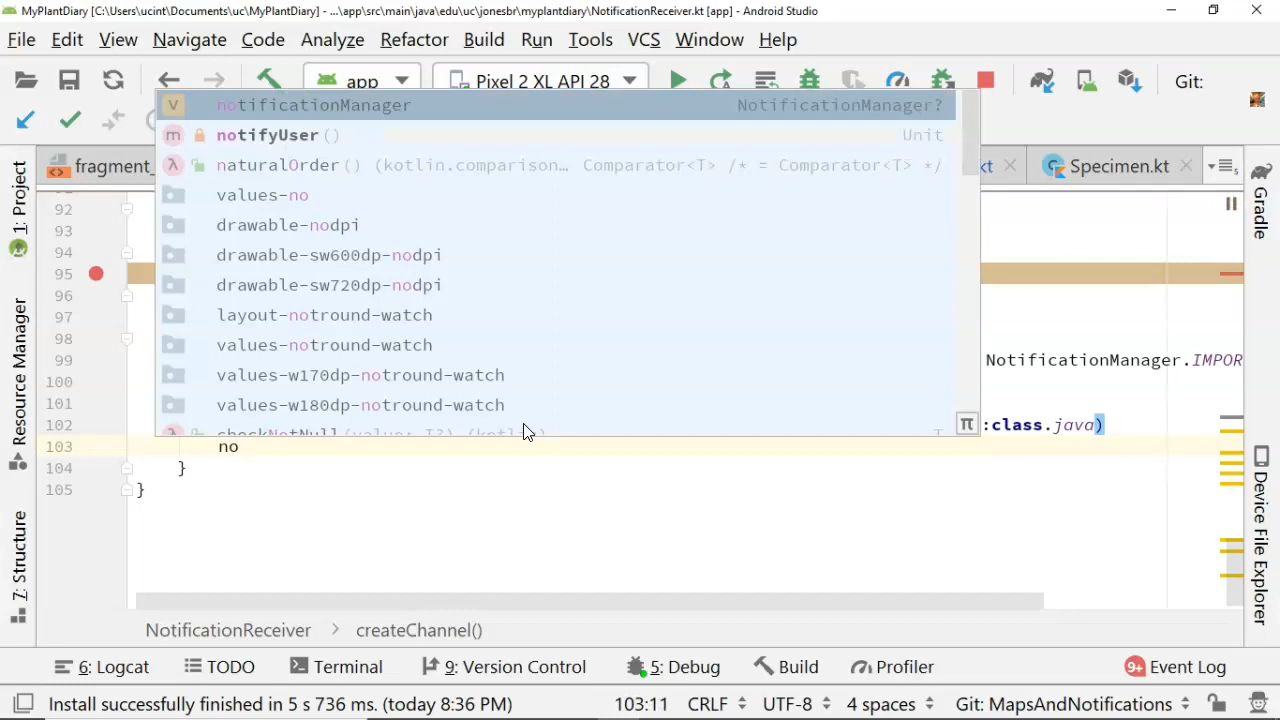 MyPlantDiary [C:\Users\ucint\Documents\uc\MyPlantDiary] - ...\app\src\main\java\edu\uc\jonesbr\myplantdiary\NotificationReceiver.kt [app] - Android Studio
File Edit View Navigate Code Analyze Refactor Build Run Tools VCS Window Help
app Pixel 2 XL API 28 Git:
notificationManager NotificationManager?
notifyUser() Unit
naturalOrder() (kotlin.comparison… Comparator<T> /* = Comparator<T> */
values-no
drawable-nodpi
drawable-sw600dp-nodpi
drawable-sw720dp-nodpi
layout-notround-watch
values-notround-watch
values-w170dp-notround-watch
values-w180dp-notround-watch
fragment_ kt Specimen.kt
92
93
94
95
96
97
98
99 NotificationManager.IMPOR
100
101
102 :class.java)
103 no
104 }
105 }
1: Project
Resource Manager
7: Structure
Gradle
Device File Explorer
π
NotificationReceiver > createChannel()
6: Logcat TODO Terminal 9: Version Control 5: Debug Build Profiler 9+ Event Log
Install successfully finished in 5 s 736 ms. (today 8:36 PM) 103:11 CRLF UTF-8 4 spaces Git: MapsAndNotifications